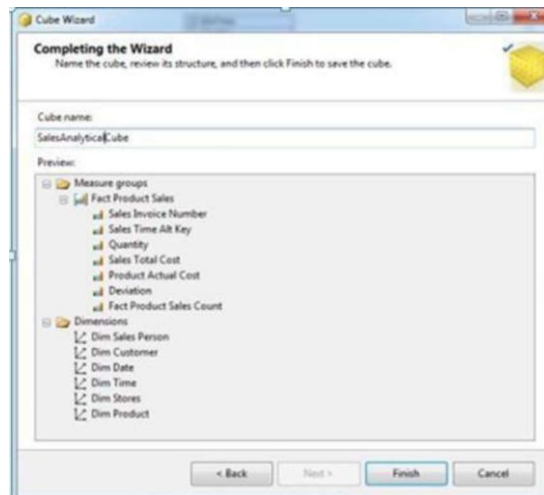 Cube Wizard
Completing the Wizard
Name the cube, review its structure, and then click Finish to save the cube.
Cube name:
SalesAnalyticalCube
Preview:
Measure groups
Fact Product Sales
Sales Invoice Number
Sales Time Alt Key
Quantity
Sales Total Cost
Product Actual Cost
Deviation
Fact Product Sales Count
Dimensions
Dim Sales Person
Dim Customer
Dim Date
Dim Time
Dim Stores
Dim Product
< Back Next > Finish Cancel